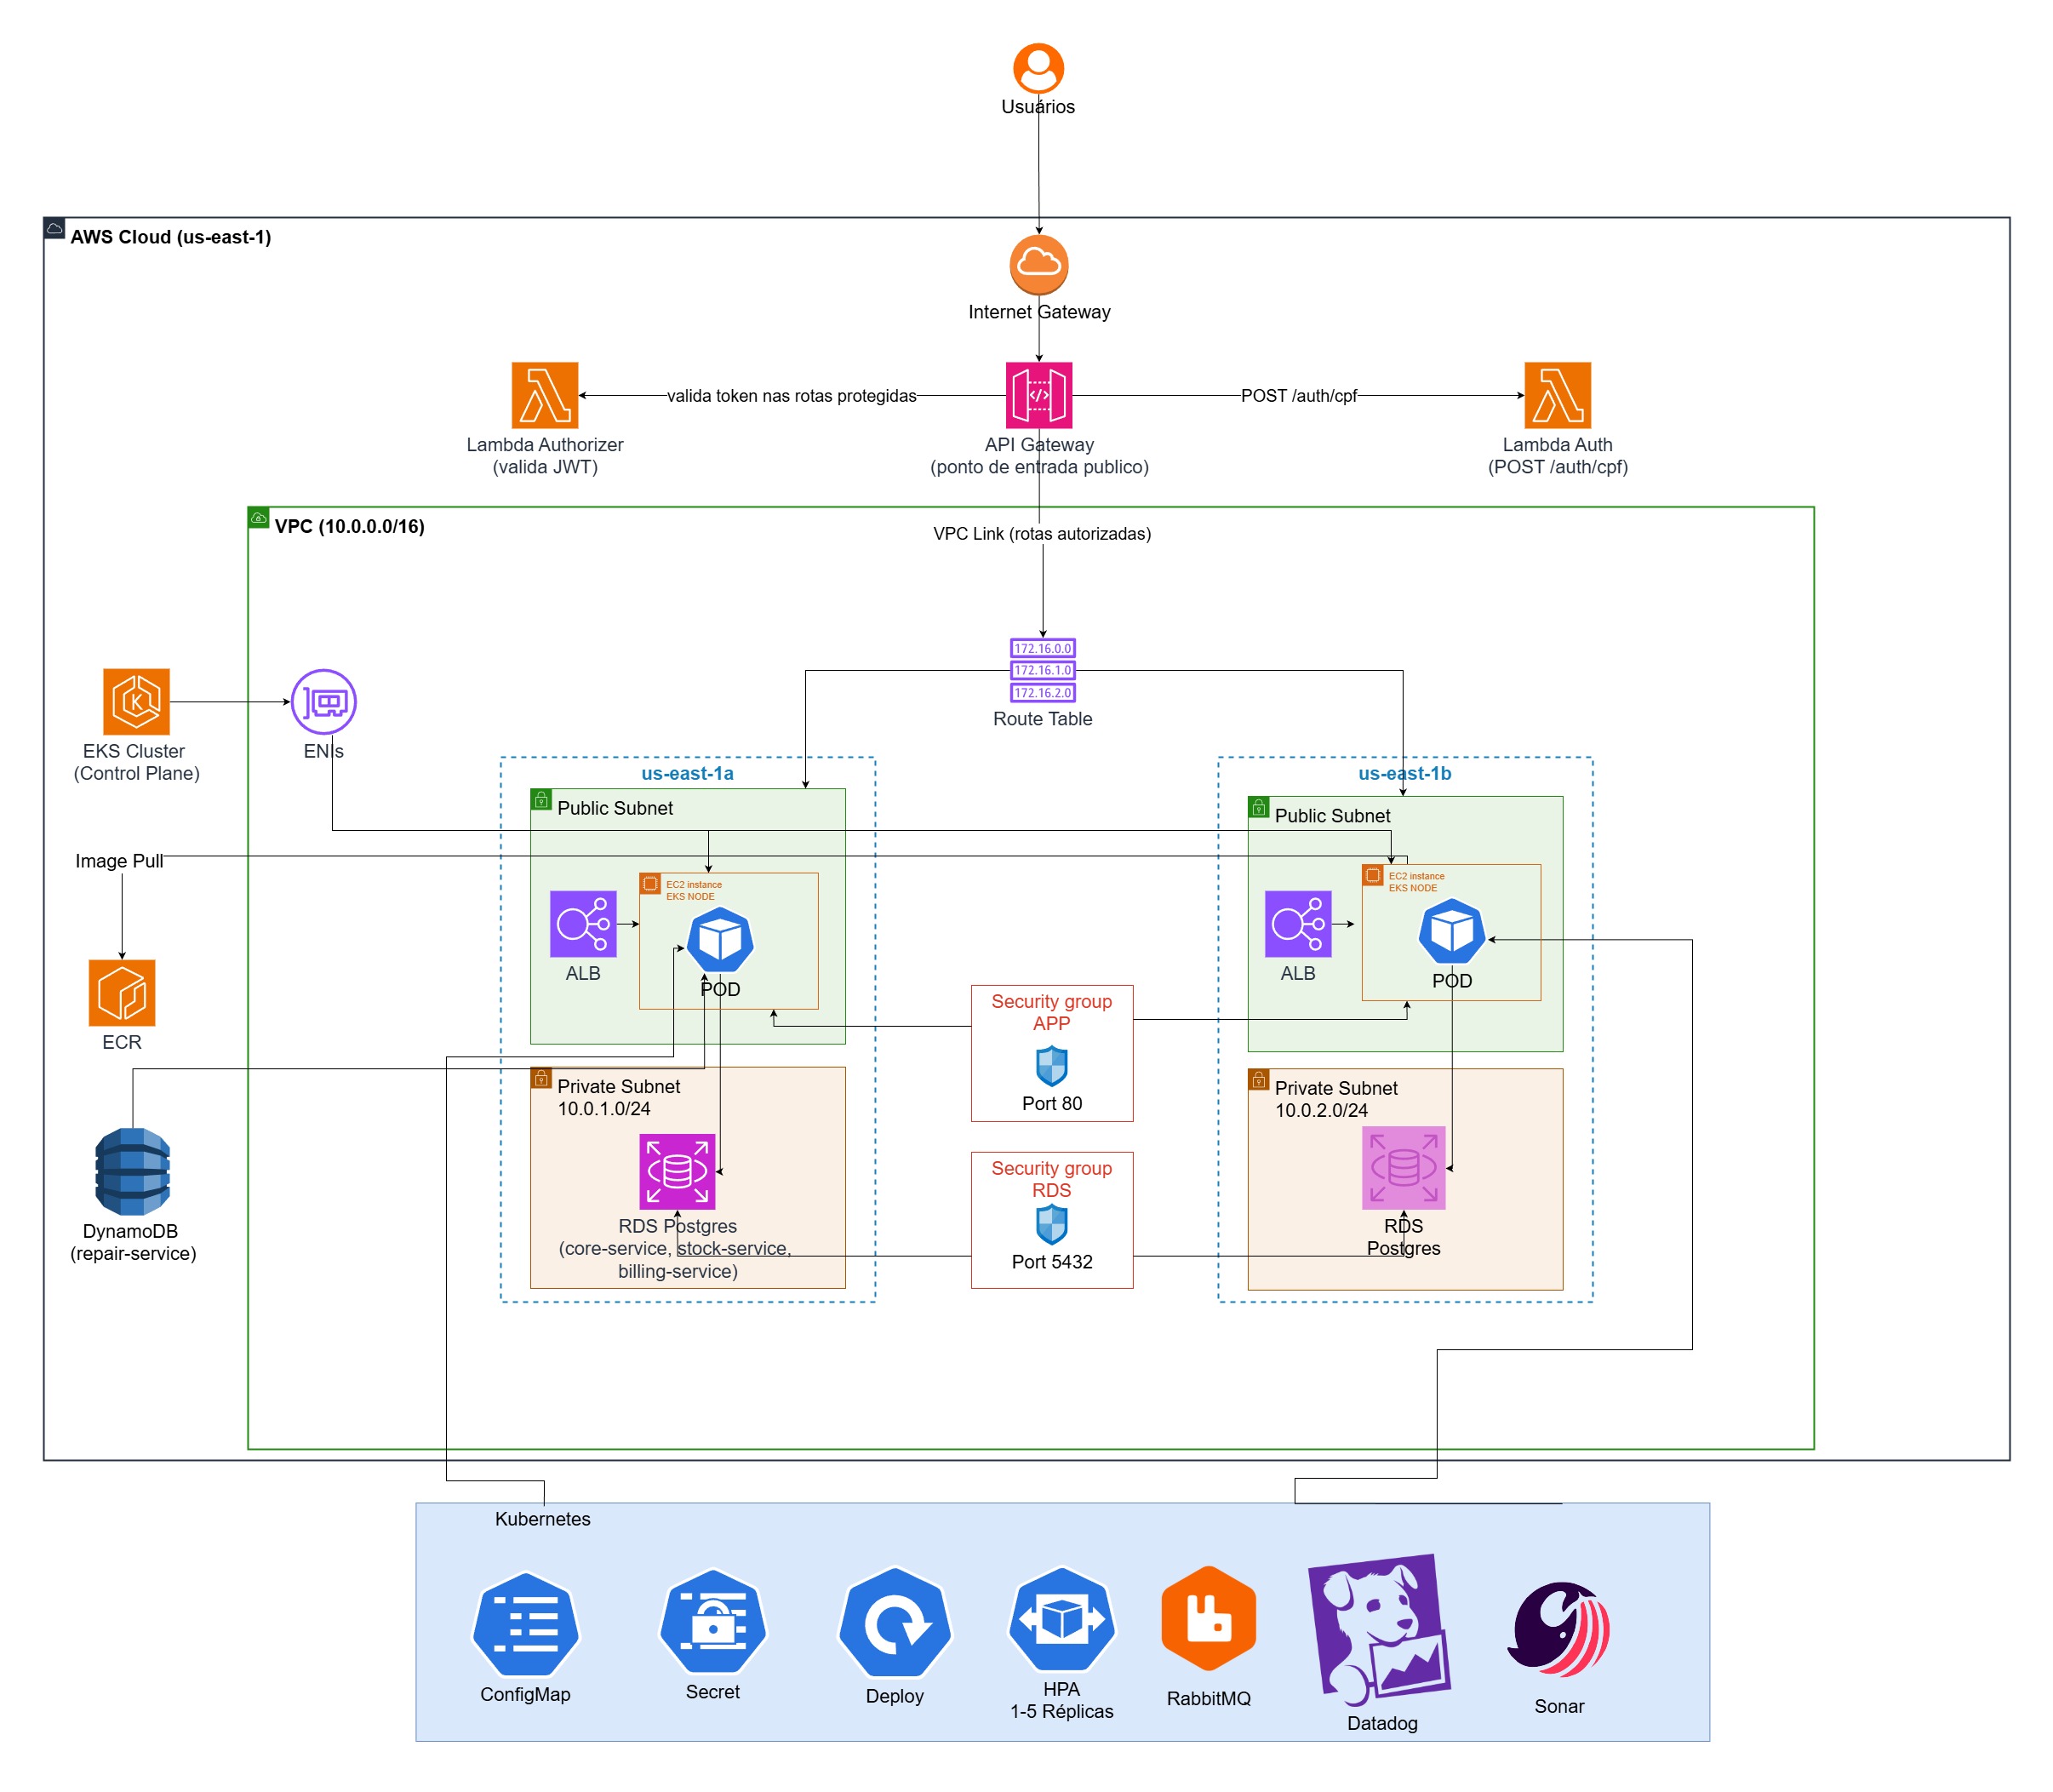 Usuários
AWS Cloud (us-east-1)
Internet Gateway
valida token nas rotas protegidas
POST /auth/cpf
Lambda Authorizer
(valida JWT)
API Gateway
(ponto de entrada publico)
Lambda Auth
(POST /auth/cpf)
VPC (10.0.0.0/16)
VPC Link (rotas autorizadas)
172.16.0.0
172.16.1.0
172.16.2.0
Route Table
EKS Cluster
(Control Plane)
ENIs
us-east-1a
us-east-1b
Public Subnet
Public Subnet
Image Pull
EC2 instance
EKS NODE
EC2 instance
EKS NODE
ALB
POD
ALB
POD
ECR
Security group
APP
Port 80
Private Subnet
10.0.1.0/24
Private Subnet
10.0.2.0/24
Security group
RDS
Port 5432
DynamoDB
(repair-service)
RDS Postgres
(core-service, stock-service,
billing-service)
RDS
Postgres
Kubernetes
ConfigMap
Secret
Deploy
HPA
1-5 Réplicas
RabbitMQ
Datadog
Sonar